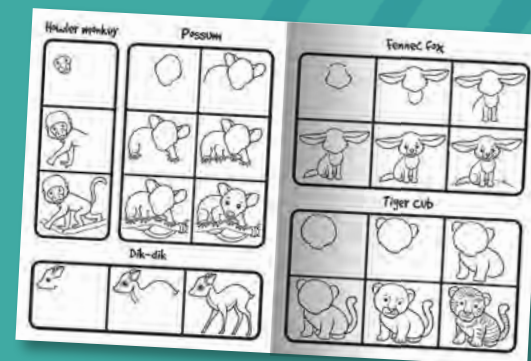 Howler monkey
Possum
Dik-dik
Fennec fox
Tiger cub